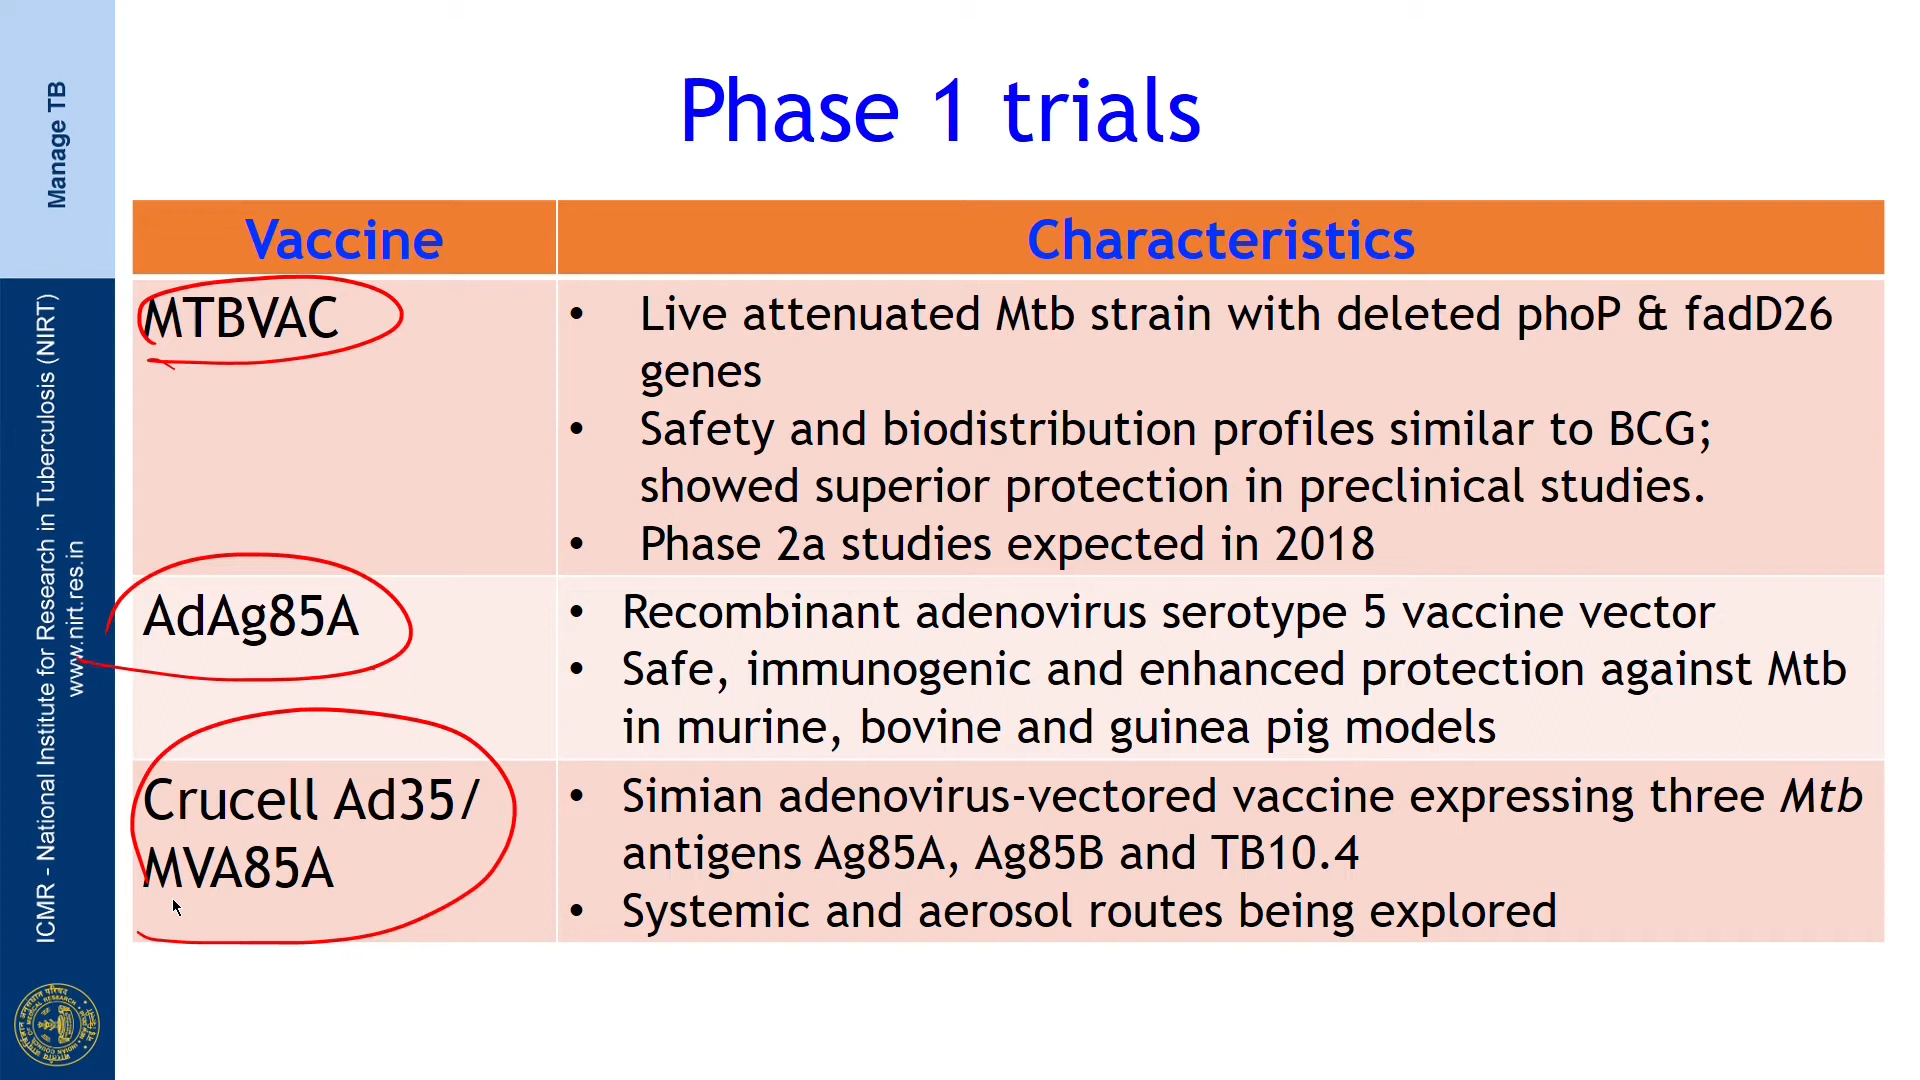 Manage TB
ICMR - National Institute for Research in Tuberculosis (NIRT)
www.nirt.res.in
Phase 1 trials
Vaccine
Characteristics
MTBVAC
• Live attenuated Mtb strain with deleted phoP & fadD26
genes
• Safety and biodistribution profiles similar to BCG;
showed superior protection in preclinical studies.
• Phase 2a studies expected in 2018
AdAg85A
• Recombinant adenovirus serotype 5 vaccine vector
• Safe, immunogenic and enhanced protection against Mtb
in murine, bovine and guinea pig models
Crucell Ad35/
MVA85A
• Simian adenovirus-vectored vaccine expressing three Mtb
antigens Ag85A, Ag85B and TB10.4
• Systemic and aerosol routes being explored